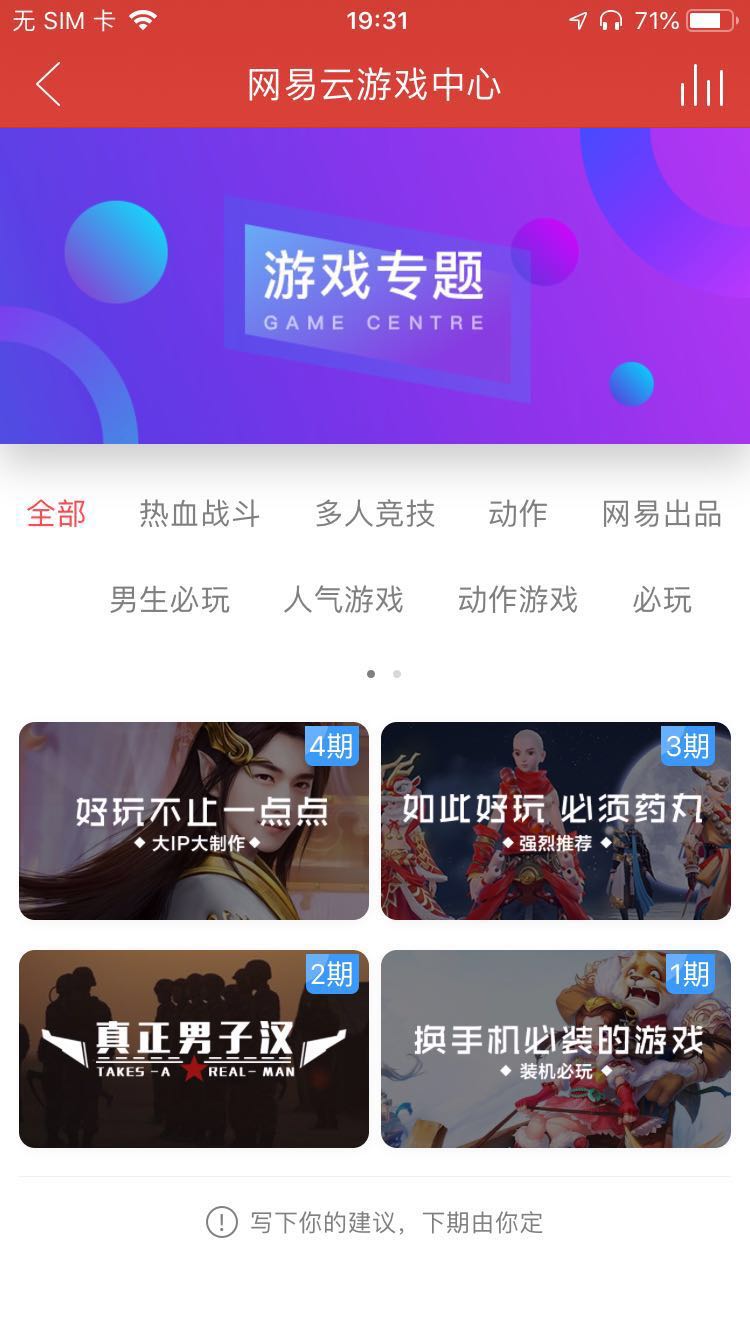 无 SIM 卡 19:31 71%
网易云游戏中心
游戏专题
GAME CENTRE
全部 热血战斗 多人竞技 动作 网易出品
男生必玩 人气游戏 动作游戏 必玩
4期
好玩不止一点点
大IP大制作
3期
如此好玩 必须药丸
强烈推荐
2期
真正男子汉
TAKES-A REAL-MAN
1期
换手机必装的游戏
装机必玩
写下你的建议，下期由你定